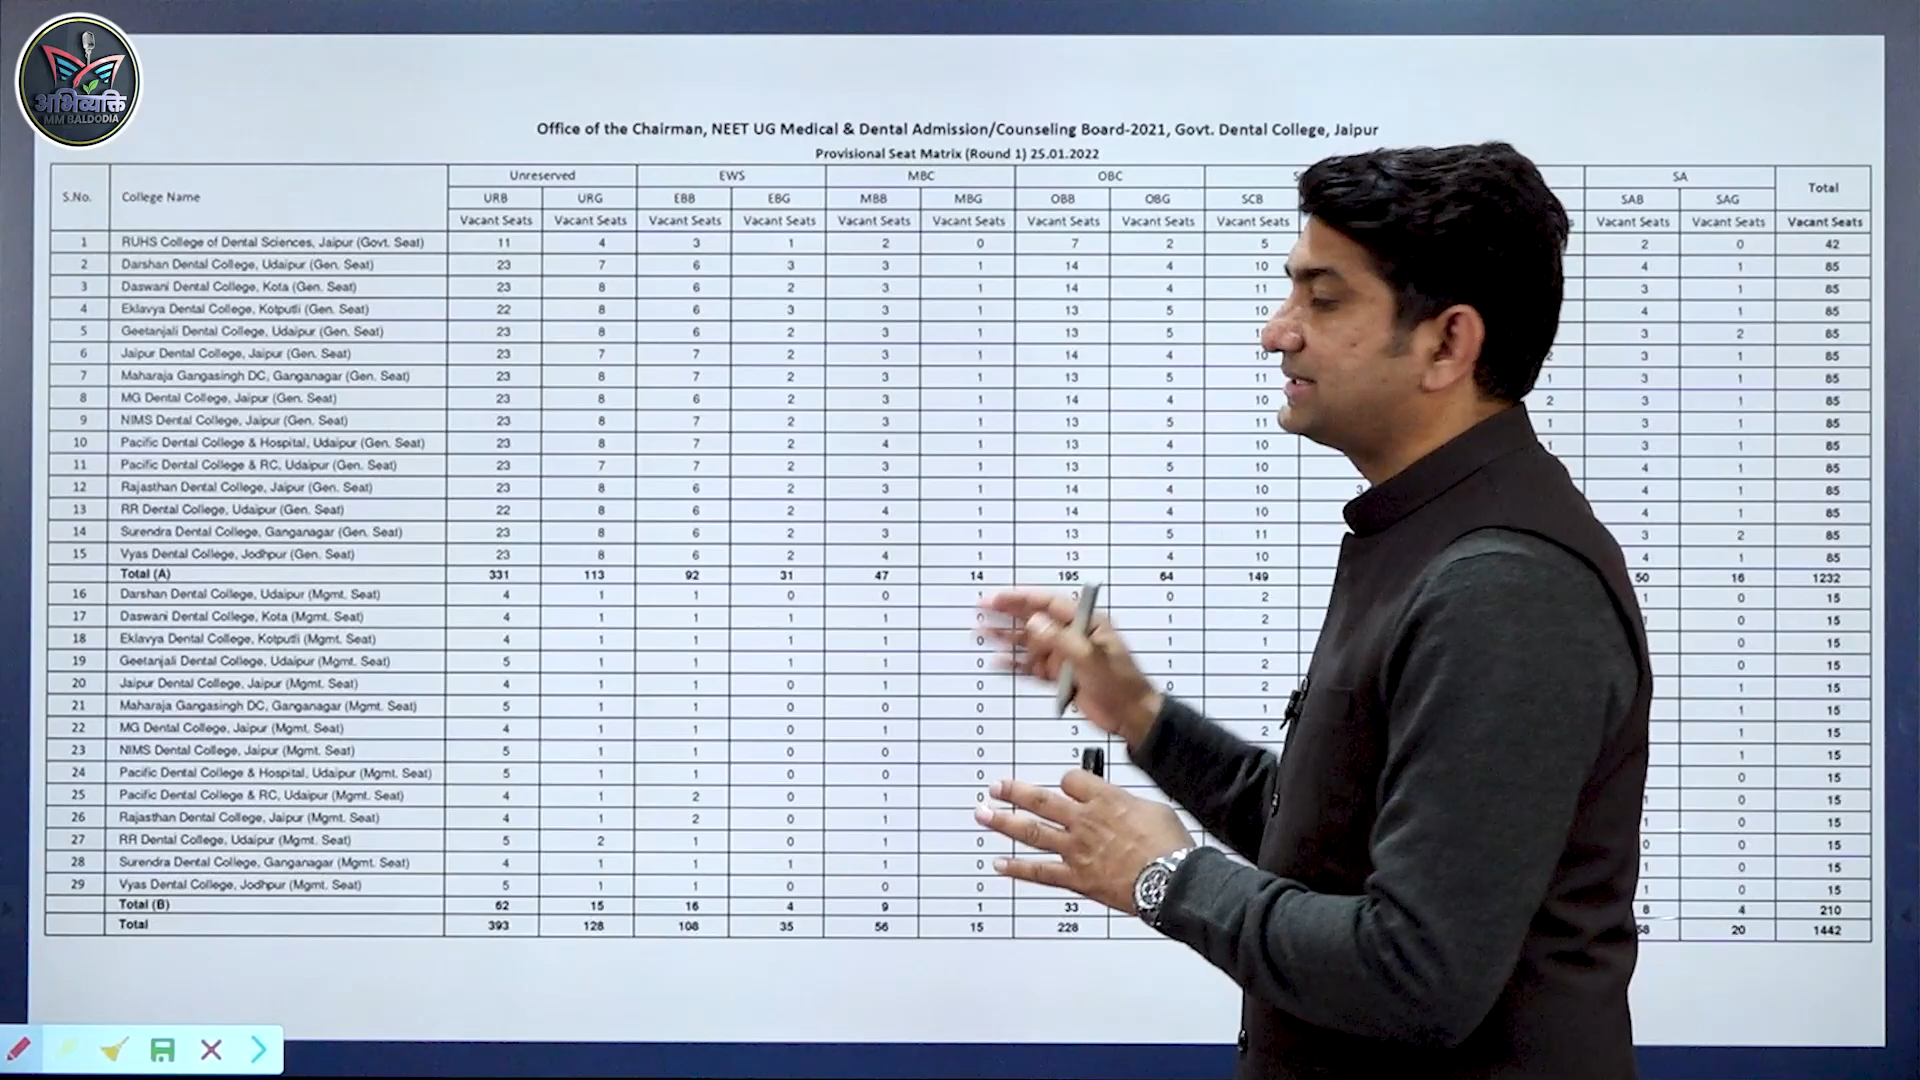 अभिव्यक्ति
MM BALDODIA
Office of the Chairman, NEET UG Medical & Dental Admission/Counseling Board-2021, Govt. Dental College, Jaipur
Provisional Seat Matrix (Round 1) 25.01.2022
S.No. College Name Unreserved EWS MBC OBC SA Total
URB URG EBB EBG MBB MBG OBB OBG SCB SAB SAG
Vacant Seats Vacant Seats Vacant Seats Vacant Seats Vacant Seats Vacant Seats Vacant Seats Vacant Seats Vacant Seats Vacant Seats Vacant Seats Vacant Seats
1 RUHS College of Dental Sciences, Jaipur (Govt. Seat) 11 4 3 1 2 0 7 2 5 2 0 42
2 Darshan Dental College, Udaipur (Gen. Seat) 23 7 6 3 3 1 14 4 10 4 1 85
3 Daswani Dental College, Kota (Gen. Seat) 23 8 6 2 3 1 14 4 11 3 1 85
4 Eklavya Dental College, Kotputli (Gen. Seat) 22 8 6 3 3 1 13 5 10 4 1 85
5 Geetanjali Dental College, Udaipur (Gen. Seat) 23 8 6 2 3 1 13 5 3 2 85
6 Jaipur Dental College, Jaipur (Gen. Seat) 23 7 7 2 3 1 14 4 10 2 3 1 85
7 Maharaja Gangasingh DC, Ganganagar (Gen. Seat) 23 8 7 2 3 1 13 5 11 1 3 1 85
8 MG Dental College, Jaipur (Gen. Seat) 23 8 6 2 3 1 14 4 10 2 3 1 85
9 NIMS Dental College, Jaipur (Gen. Seat) 23 8 7 2 3 1 13 5 11 1 3 1 85
10 Pacific Dental College & Hospital, Udaipur (Gen. Seat) 23 8 7 2 4 1 13 4 10 1 3 1 85
11 Pacific Dental College & RC, Udaipur (Gen. Seat) 23 7 7 2 3 1 13 5 10 4 1 85
12 Rajasthan Dental College, Jaipur (Gen. Seat) 23 8 6 2 3 1 14 4 10 3 4 1 85
13 RR Dental College, Udaipur (Gen. Seat) 22 8 6 2 4 1 14 4 10 4 1 85
14 Surendra Dental College, Ganganagar (Gen. Seat) 23 8 6 2 3 1 13 5 11 3 2 85
15 Vyas Dental College, Jodhpur (Gen. Seat) 23 8 6 2 4 1 13 4 10 4 1 85
Total (A) 331 113 92 31 47 14 195 64 149 50 16 1232
16 Darshan Dental College, Udaipur (Mgmt. Seat) 4 1 1 0 0 1 3 0 2 1 0 15
17 Daswani Dental College, Kota (Mgmt. Seat) 4 1 1 1 1 0 1 2 0 15
18 Eklavya Dental College, Kotputli (Mgmt. Seat) 4 1 1 1 1 0 1 1 0 15
19 Geetanjali Dental College, Udaipur (Mgmt. Seat) 5 1 1 1 1 0 1 2 0 15
20 Jaipur Dental College, Jaipur (Mgmt. Seat) 4 1 1 0 1 0 0 2 1 15
21 Maharaja Gangasingh DC, Ganganagar (Mgmt. Seat) 5 1 1 0 0 0 1 1 15
22 MG Dental College, Jaipur (Mgmt. Seat) 4 1 1 0 1 0 3 2 1 15
23 NIMS Dental College, Jaipur (Mgmt. Seat) 5 1 1 0 0 0 3 1 15
24 Pacific Dental College & Hospital, Udaipur (Mgmt. Seat) 5 1 1 0 0 0 0 15
25 Pacific Dental College & RC, Udaipur (Mgmt. Seat) 4 1 2 0 1 0 1 0 15
26 Rajasthan Dental College, Jaipur (Mgmt. Seat) 4 1 2 0 1 0 1 0 15
27 RR Dental College, Udaipur (Mgmt. Seat) 5 2 1 0 1 0 0 0 15
28 Surendra Dental College, Ganganagar (Mgmt. Seat) 4 1 1 1 1 0 1 0 15
29 Vyas Dental College, Jodhpur (Mgmt. Seat) 5 1 1 0 0 0 1 0 15
Total (B) 62 15 16 4 9 1 33 8 4 210
Total 393 128 108 35 56 15 228 58 20 1442